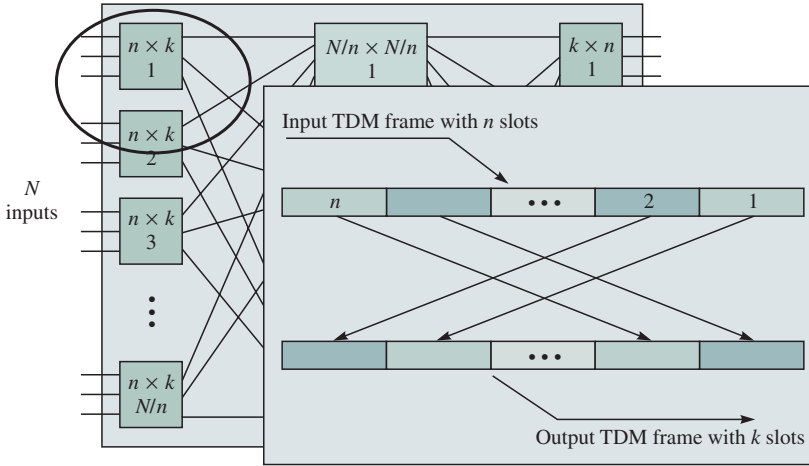 n × k
1
N/n × N/n
1
k × n
1
n × k
2
N
inputs
n × k
3
n × k
N/n
Input TDM frame with n slots
n
2
1
Output TDM frame with k slots